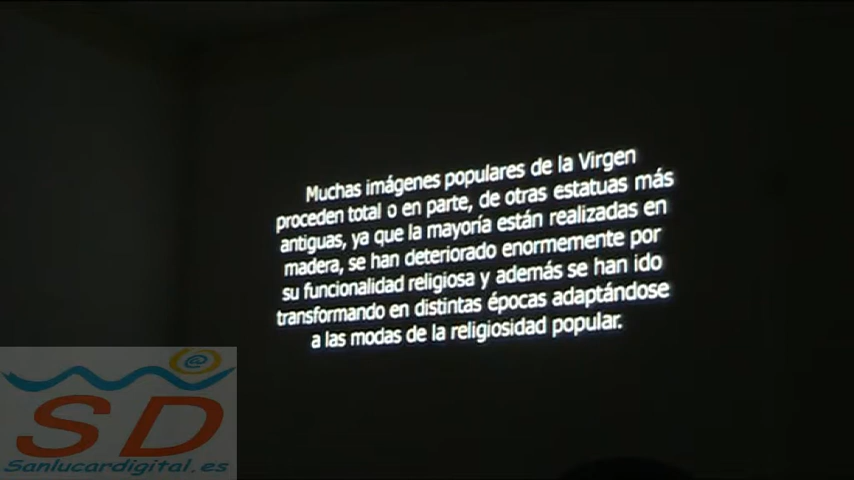 Muchas imágenes populares de la Virgen
proceden total o en parte, de otras estatuas más
antiguas, ya que la mayoría están realizadas en
madera, se han deteriorado enormemente por
su funcionalidad religiosa y además se han ido
transformando en distintas épocas adaptándose
a las modas de la religiosidad popular.
@
SD
Sanlucardigital.es